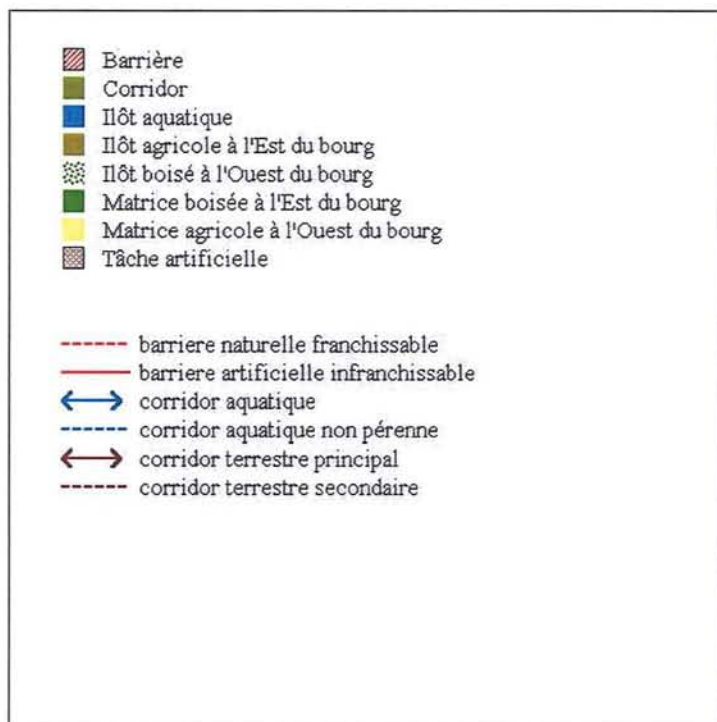 Barrière
Corridor
Ilôt aquatique
Ilôt agricole à l'Est du bourg
Ilôt boisé à l'Ouest du bourg
Matrice boisée à l'Est du bourg
Matrice agricole à l'Ouest du bourg
Tâche artificielle
barriere naturelle franchissable
barriere artificielle infranchissable
corridor aquatique
corridor aquatique non pérenne
corridor terrestre principal
corridor terrestre secondaire